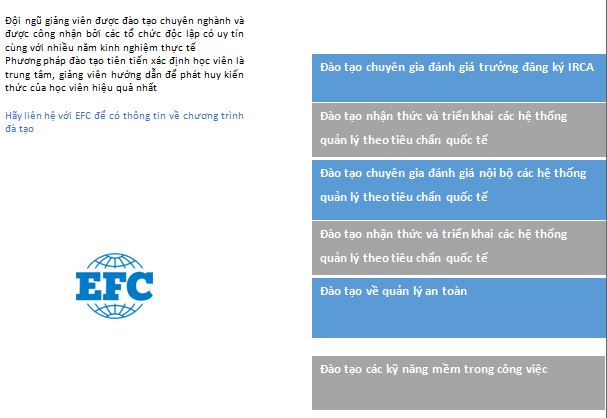 Đội ngũ giảng viên được đào tạo chuyên nghành và
được công nhận bởi các tổ chức độc lập có uy tín
cùng với nhiều năm kinh nghiệm thực tế
Phương pháp đào tạo tiên tiến xác định học viên là
trung tâm, giảng viên hướng dẫn để phát huy kiến
thức của học viên hiệu quả nhất
Hãy liên hệ với EFC để có thông tin về chương trình
đà tạo
EFC
Đào tạo chuyên gia đánh giá trưởng đăng ký IRCA
Đào tạo nhận thức và triển khai các hệ thống
quản lý theo tiêu chẩn quốc tế
Đào tạo chuyên gia đánh giá nội bộ các hệ thống
quản lý theo tiêu chẩn quốc tế
Đào tạo nhận thức và triển khai các hệ thống
quản lý theo tiêu chẩn quốc tế
Đào tạo về quản lý an toàn
Đào tạo các kỹ năng mềm trong công việc